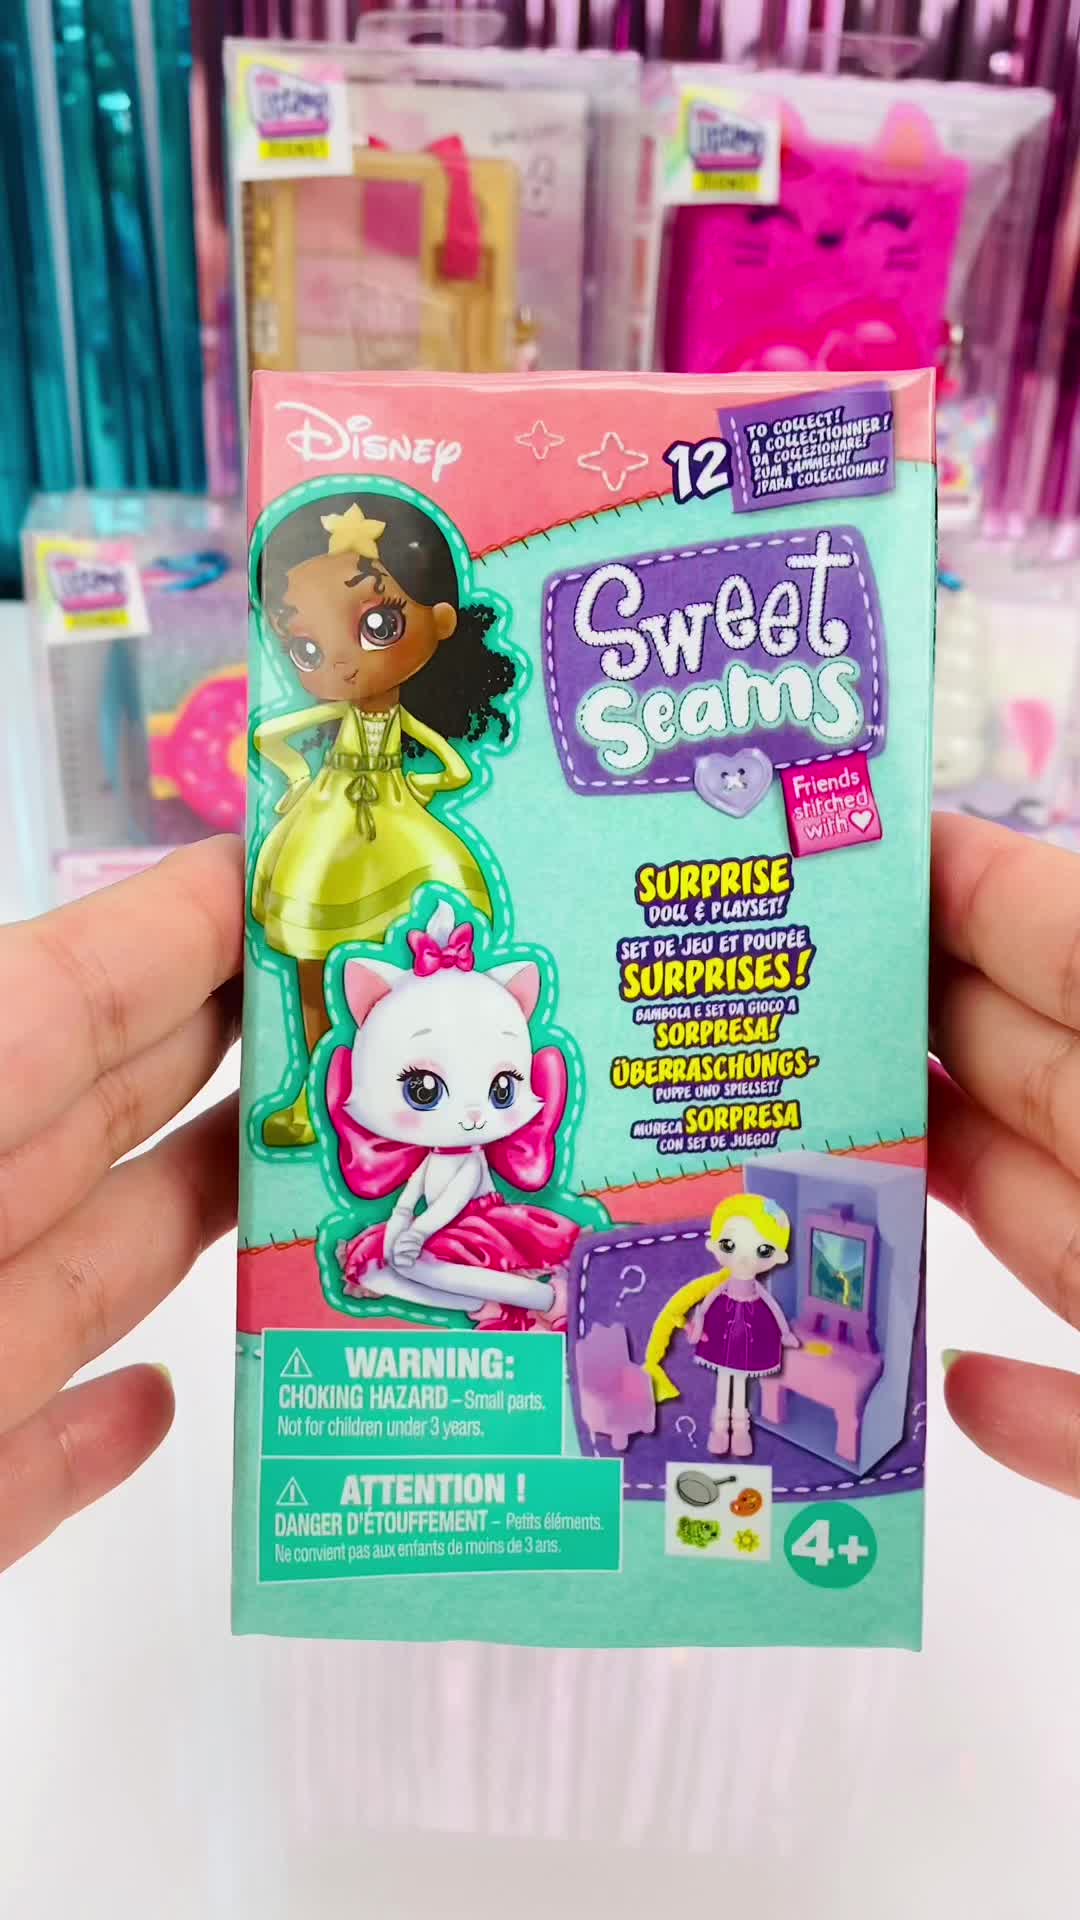 Disney
12
TO COLLECT!
À COLLECTIONNER!
DA COLLEZIONARE!
ZUM SAMMELN!
¡PARA COLECCIONAR!
Sweet
Seams™
Friends
stitched
with
SURPRISE
DOLL & PLAYSET!
SET DE JEU ET POUPÉE
SURPRISES!
BAMBOLA E SET DA GIOCO A
SORPRESA!
ÜBERRASCHUNGS-
PUPPE UND SPIELSET!
MUÑECA SORPRESA
CON SET DE JUEGO!
WARNING:
CHOKING HAZARD – Small parts.
Not for children under 3 years.
ATTENTION !
DANGER D'ÉTOUFFEMENT – Petits éléments.
Ne convient pas aux enfants de moins de 3 ans.
4+